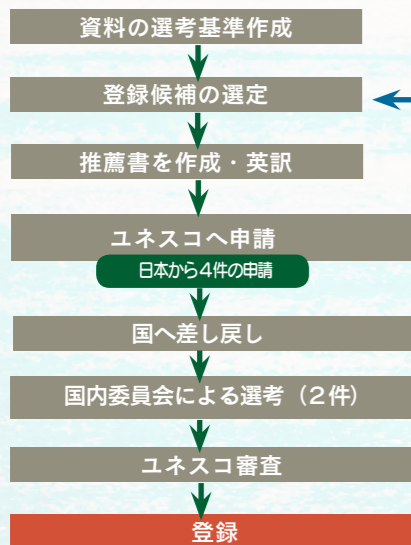 資料の選考基準作成
登録候補の選定
推薦書を作成・英訳
ユネスコへ申請
日本から4件の申請
国へ差し戻し
国内委員会による選考（2件）
ユネスコ審査
登録